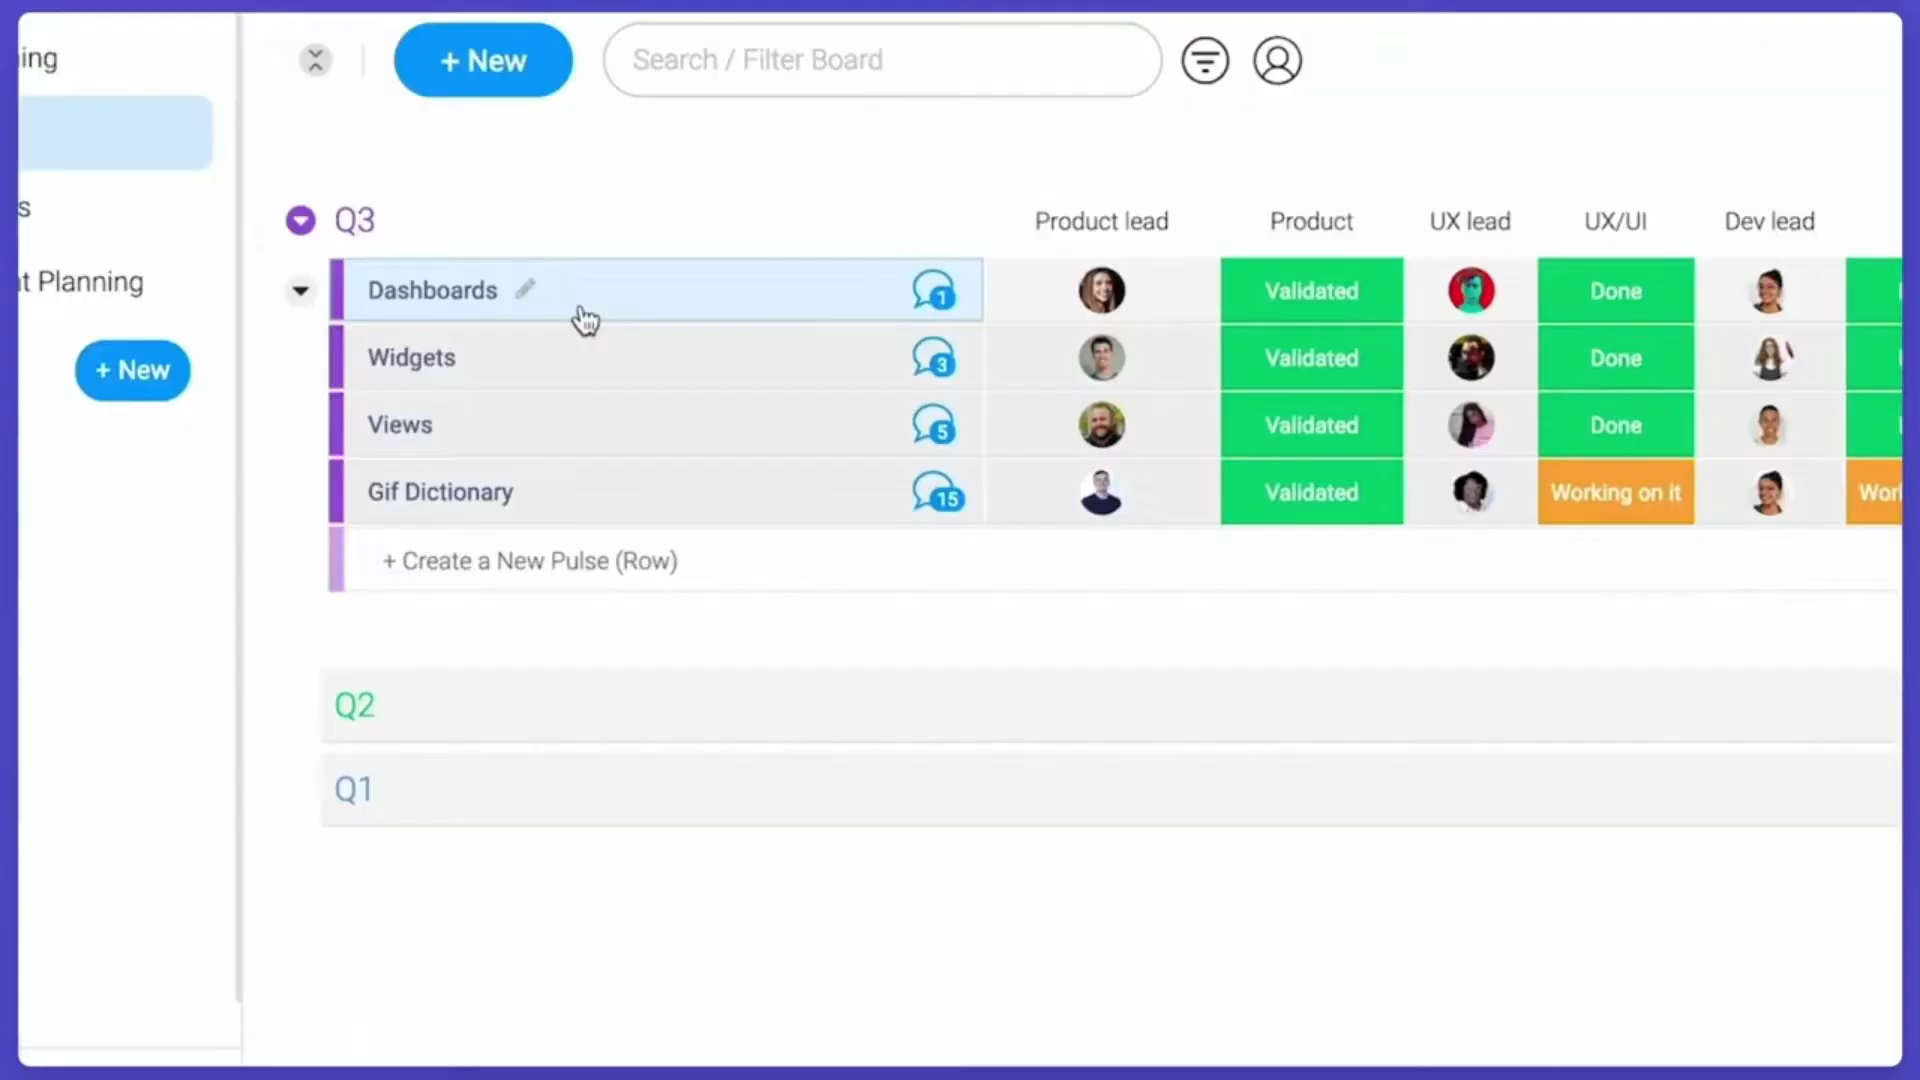 ing
+ New
Search / Filter Board
s
t Planning
+ New
Q3
Product lead
Product
UX lead
UX/UI
Dev lead
Dashboards
1
Validated
Done
Widgets
3
Validated
Done
Views
5
Validated
Done
Gif Dictionary
15
Validated
Working on it
Worl
+ Create a New Pulse (Row)
Q2
Q1